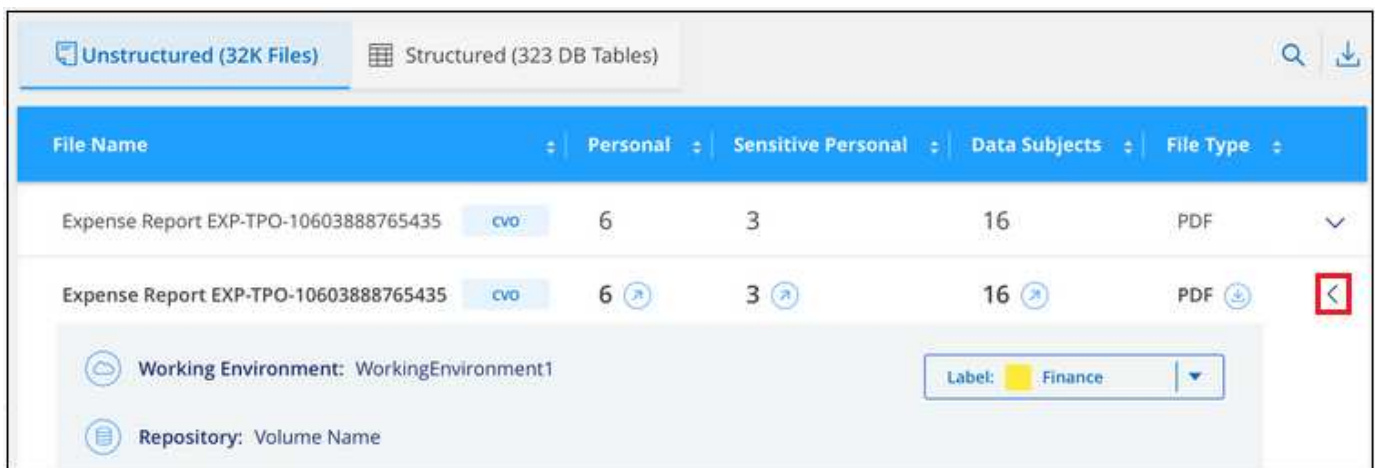 Unstructured (32K Files) Structured (323 DB Tables)
File Name Personal Sensitive Personal Data Subjects File Type
Expense Report EXP-TPO-10603888765435 CVO 6 3 16 PDF
Expense Report EXP-TPO-10603888765435 CVO 6 3 16 PDF
Working Environment: WorkingEnvironment1 Label: Finance
Repository: Volume Name